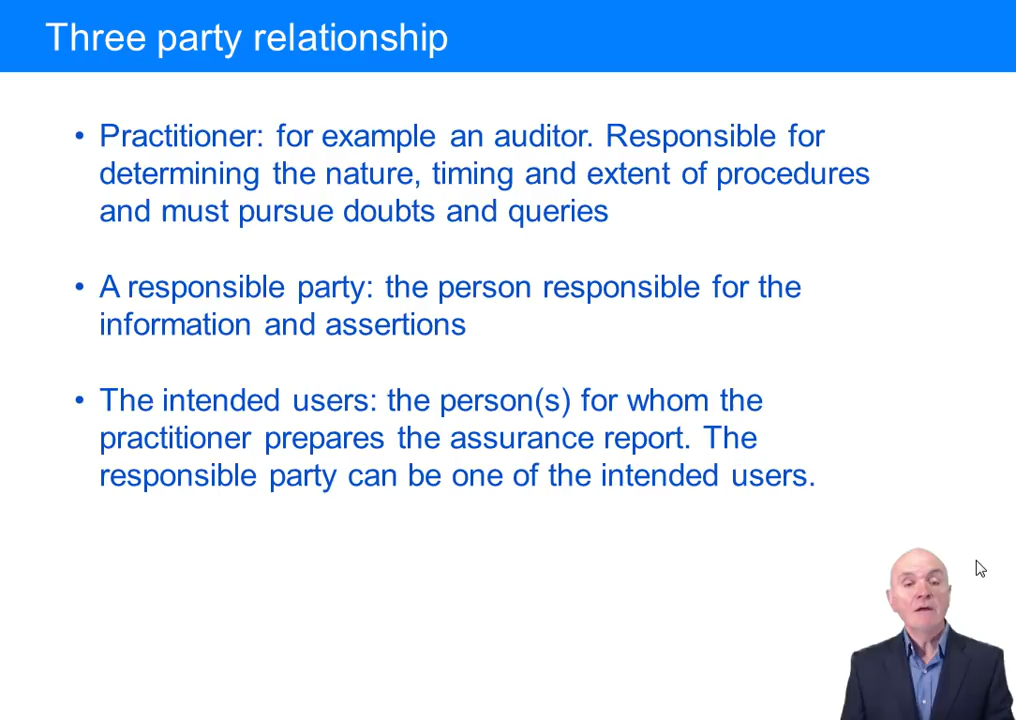 Three party relationship
• Practitioner: for example an auditor. Responsible for
determining the nature, timing and extent of procedures
and must pursue doubts and queries
• A responsible party: the person responsible for the
information and assertions
• The intended users: the person(s) for whom the
practitioner prepares the assurance report. The
responsible party can be one of the intended users.